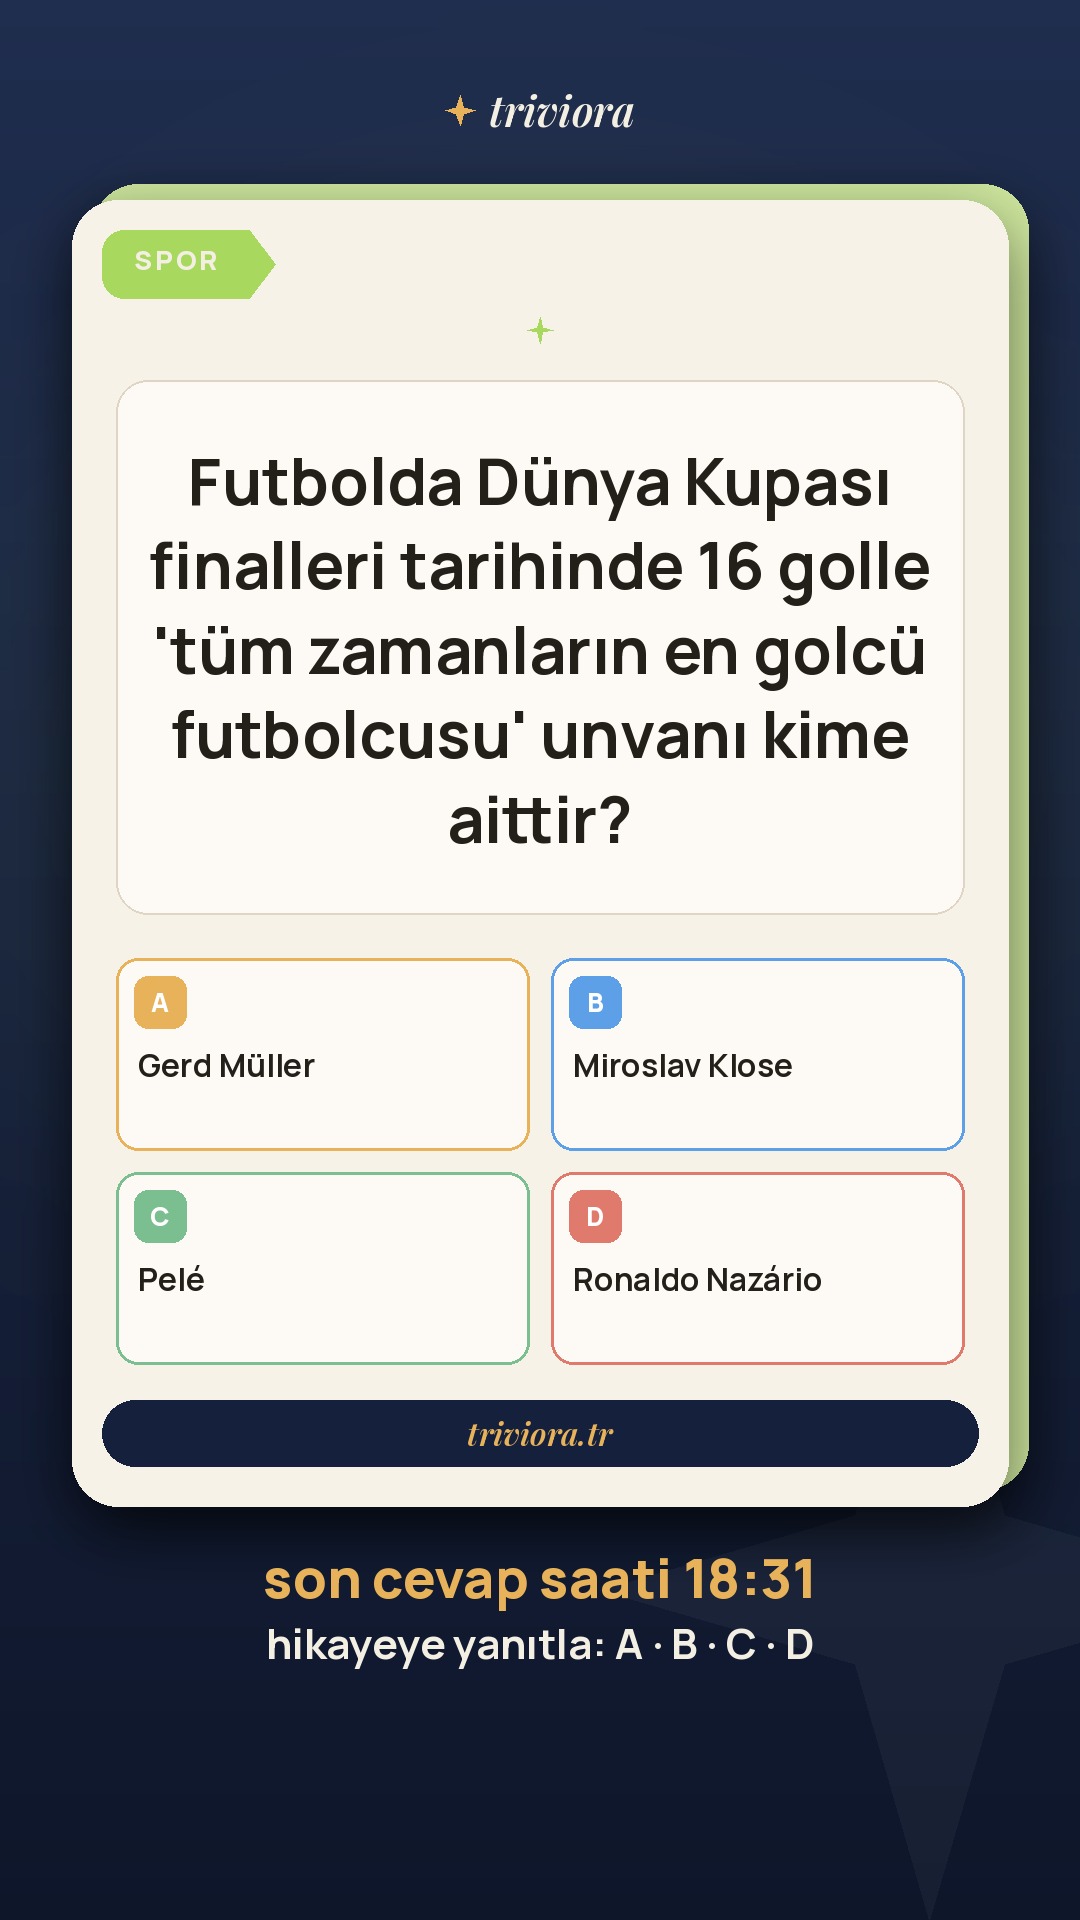 triviora
SPOR
Futbolda Dünya Kupası
finalleri tarihinde 16 golle
'tüm zamanların en golcü
futbolcusu' unvanı kime
aittir?
A
Gerd Müller
B
Miroslav Klose
C
Pelé
D
Ronaldo Nazário
triviora.tr
son cevap saati 18:31
hikayeye yanıtla: A · B · C · D